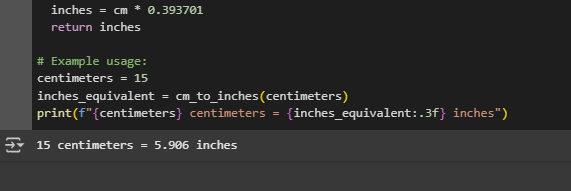 inches = cm * 0.393701
return inches
# Example usage:
centimeters = 15
inches_equivalent = cm_to_inches(centimeters)
print(f"{centimeters} centimeters = {inches_equivalent:.3f} inches")
15 centimeters = 5.906 inches